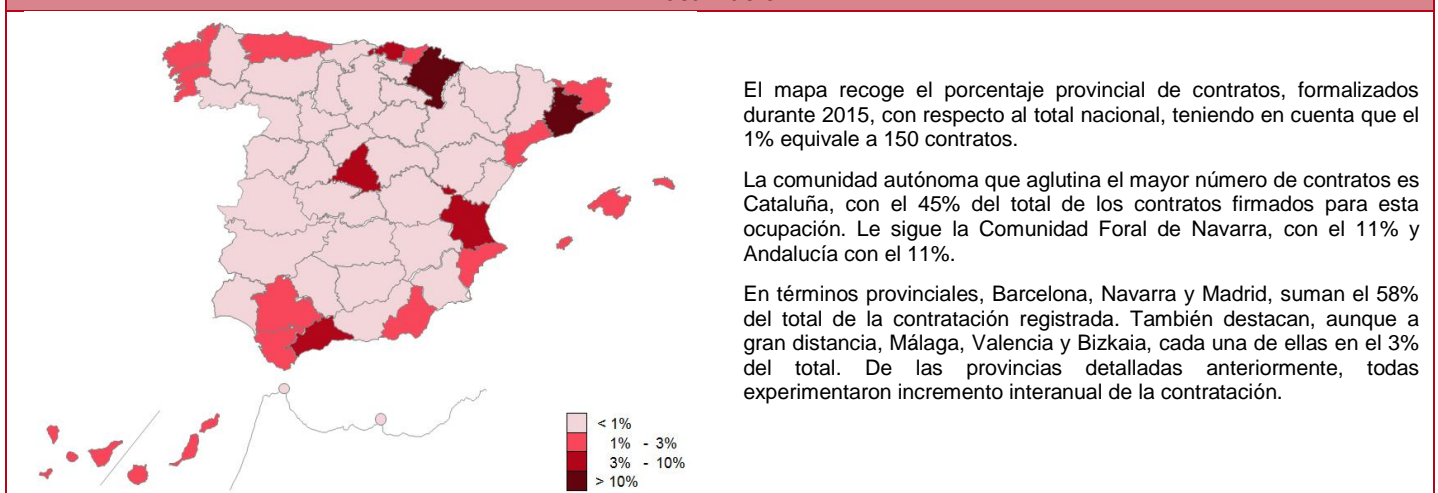 El mapa recoge el porcentaje provincial de contratos, formalizados
durante 2015, con respecto al total nacional, teniendo en cuenta que el
1% equivale a 150 contratos.
La comunidad autónoma que aglutina el mayor número de contratos es
Cataluña, con el 45% del total de los contratos firmados para esta
ocupación. Le sigue la Comunidad Foral de Navarra, con el 11% y
Andalucía con el 11%.
En términos provinciales, Barcelona, Navarra y Madrid, suman el 58%
del total de la contratación registrada. También destacan, aunque a
gran distancia, Málaga, Valencia y Bizkaia, cada una de ellas en el 3%
del total. De las provincias detalladas anteriormente, todas
experimentaron incremento interanual de la contratación.
< 1%
1% - 3%
3% - 10%
> 10%